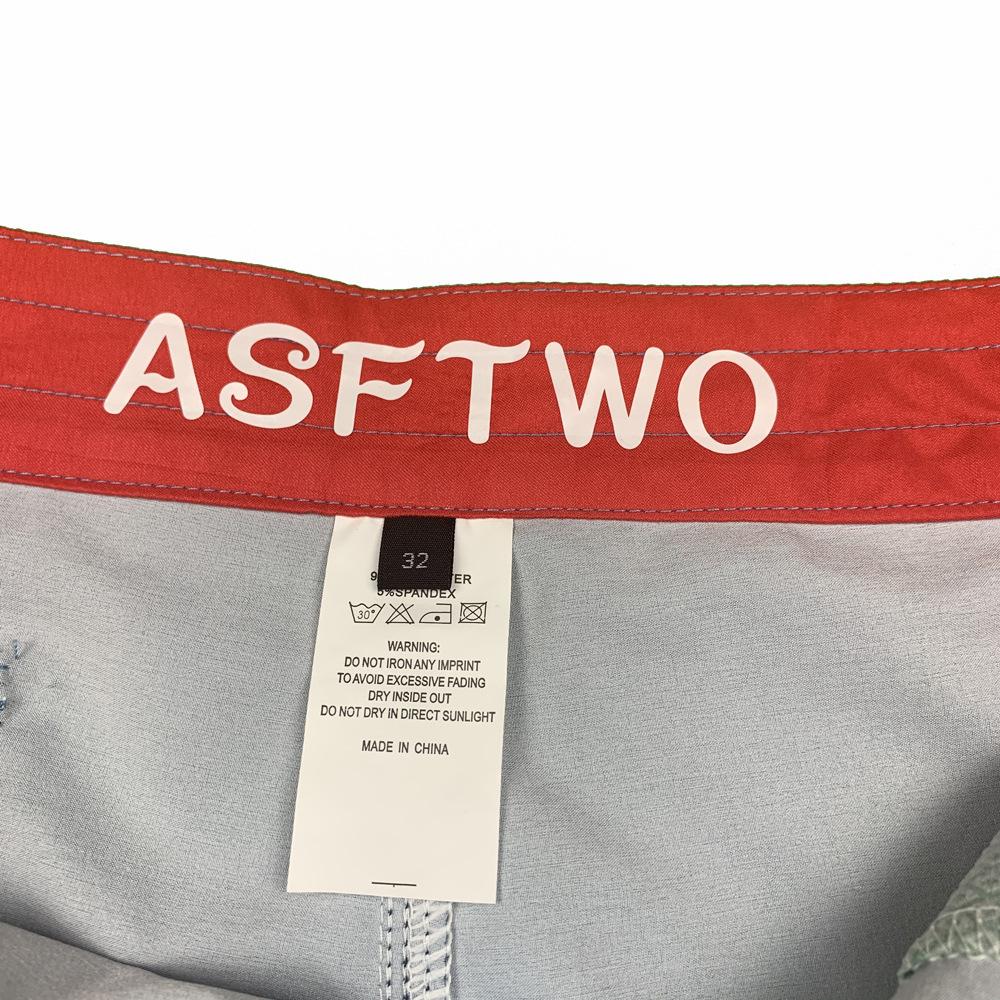 ASFTWO
32
5%SPANDEX
30°
WARNING:
DO NOT IRON ANY IMPRINT
TO AVOID EXCESSIVE FADING
DRY INSIDE OUT
DO NOT DRY IN DIRECT SUNLIGHT
MADE IN CHINA